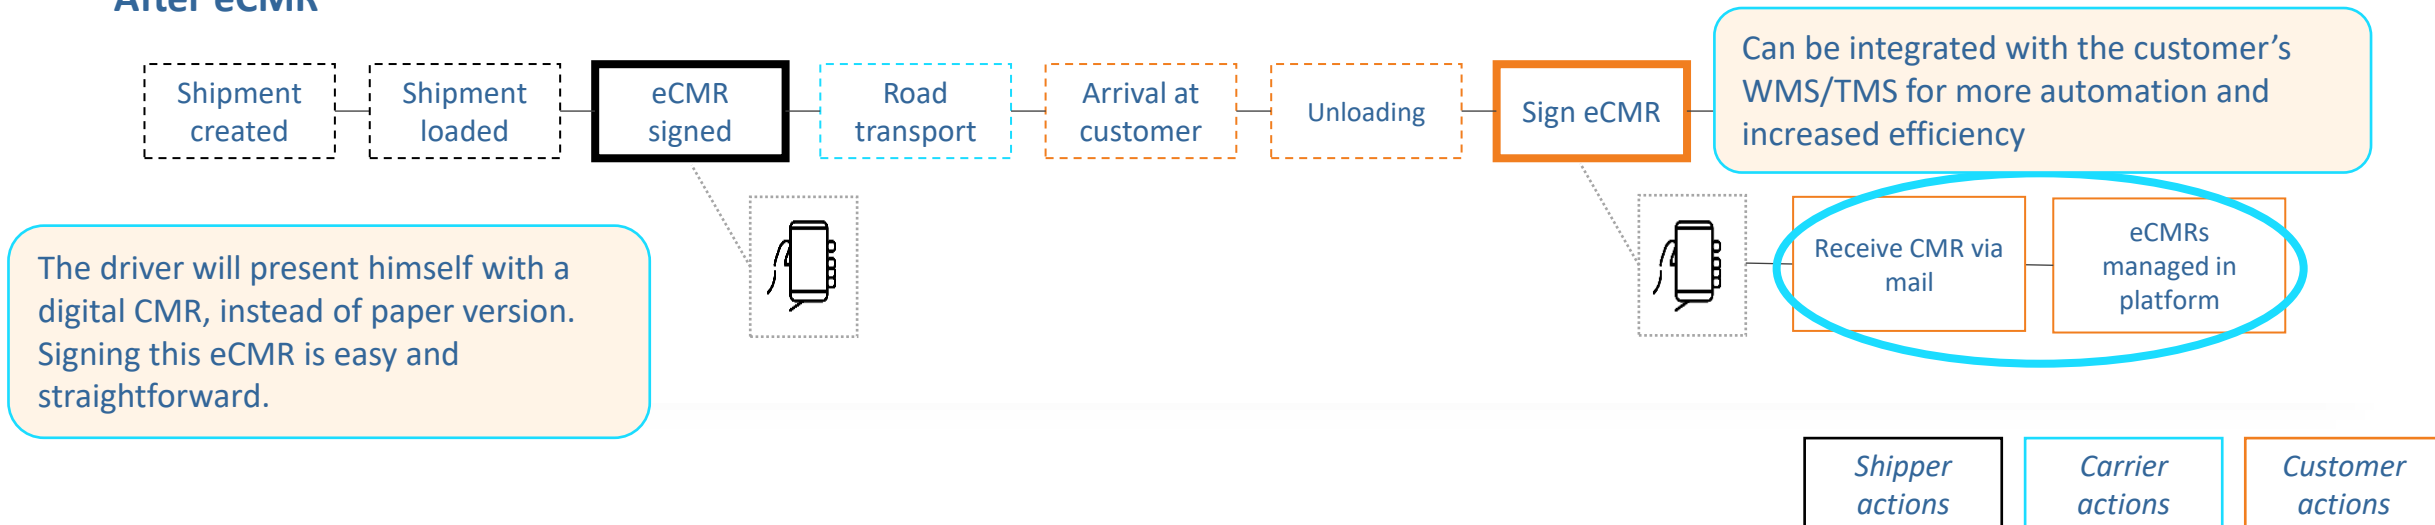 After eCMR
Shipment
created
Shipment
loaded
eCMR
signed
Road
transport
Arrival at
customer
Unloading
Sign eCMR
Can be integrated with the customer’s
WMS/TMS for more automation and
increased efficiency
The driver will present himself with a
digital CMR, instead of paper version.
Signing this eCMR is easy and
straightforward.
Receive CMR via
mail
eCMRs
managed in
platform
Shipper
actions
Carrier
actions
Customer
actions